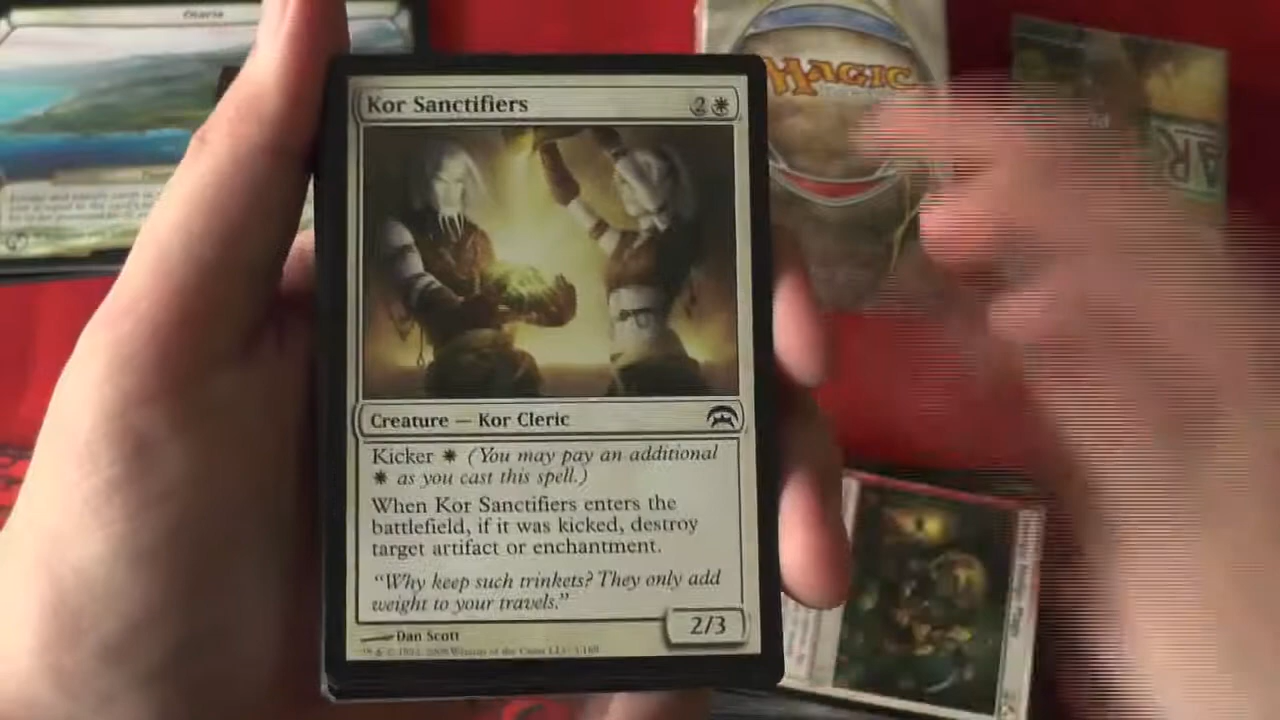 Otaria
MAGIC
AR
Kor Sanctifiers
2
Creature — Kor Cleric
Kicker (You may pay an additional
as you cast this spell.)
When Kor Sanctifiers enters the
battlefield, if it was kicked, destroy
target artifact or enchantment.
"Why keep such trinkets? They only add
weight to your travels."
2/3
Dan Scott